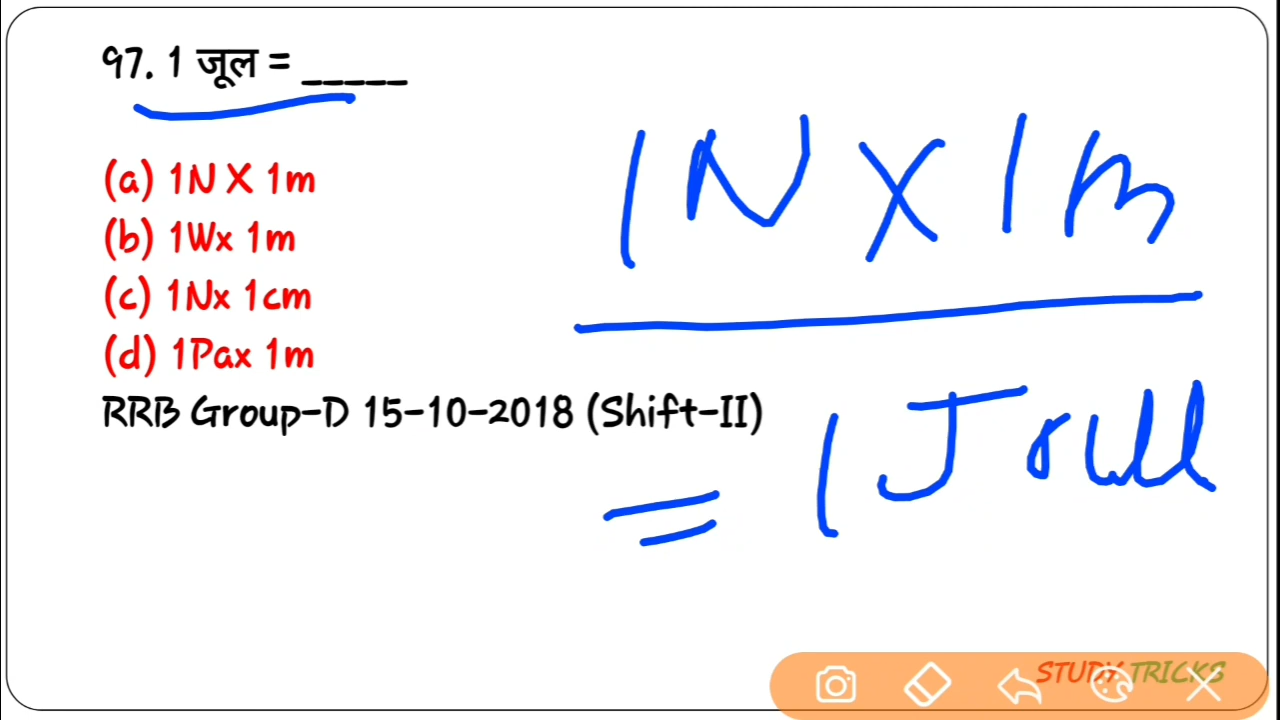 97. 1 जूल = _____
(a) 1N X 1m
(b) 1Wx 1m
(c) 1Nx 1cm
(d) 1Pax 1m
RRB Group-D 15-10-2018 (Shift-II)
1N X 1m
= 1 Joull
STUDY TRICKS